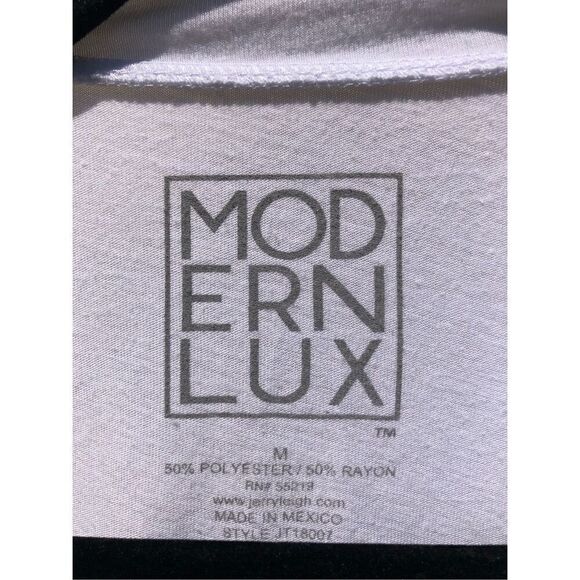 MOD
ERN
LUX
TM
M
50% POLYESTER / 50% RAYON
RN# 55219
www.jerryleigh.com
MADE IN MEXICO
STYLE JT18007